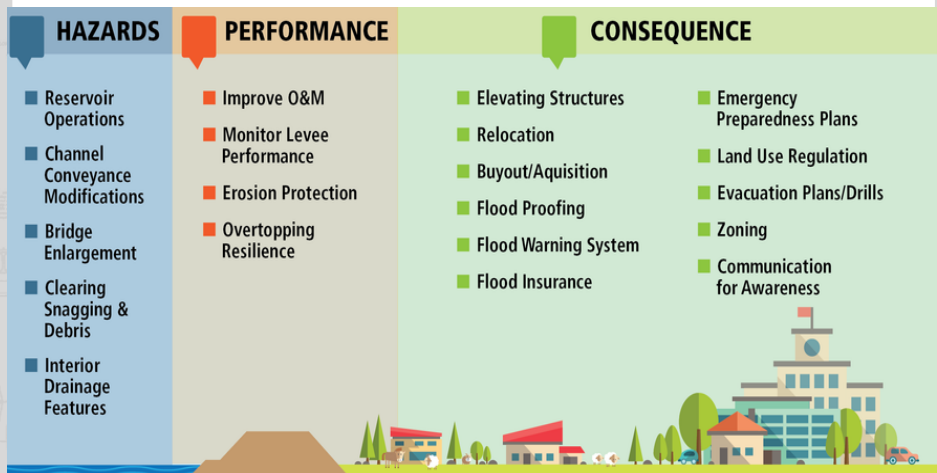 HAZARDS
Reservoir
Operations
Channel
Conveyance
Modifications
Bridge
Enlargement
Clearing
Snagging &
Debris
Interior
Drainage
Features
PERFORMANCE
Improve O&M
Monitor Levee
Performance
Erosion Protection
Overtopping
Resilience
CONSEQUENCE
Elevating Structures
Relocation
Buyout/Aquisition
Flood Proofing
Flood Warning System
Flood Insurance
Emergency
Preparedness Plans
Land Use Regulation
Evacuation Plans/Drills
Zoning
Communication
for Awareness